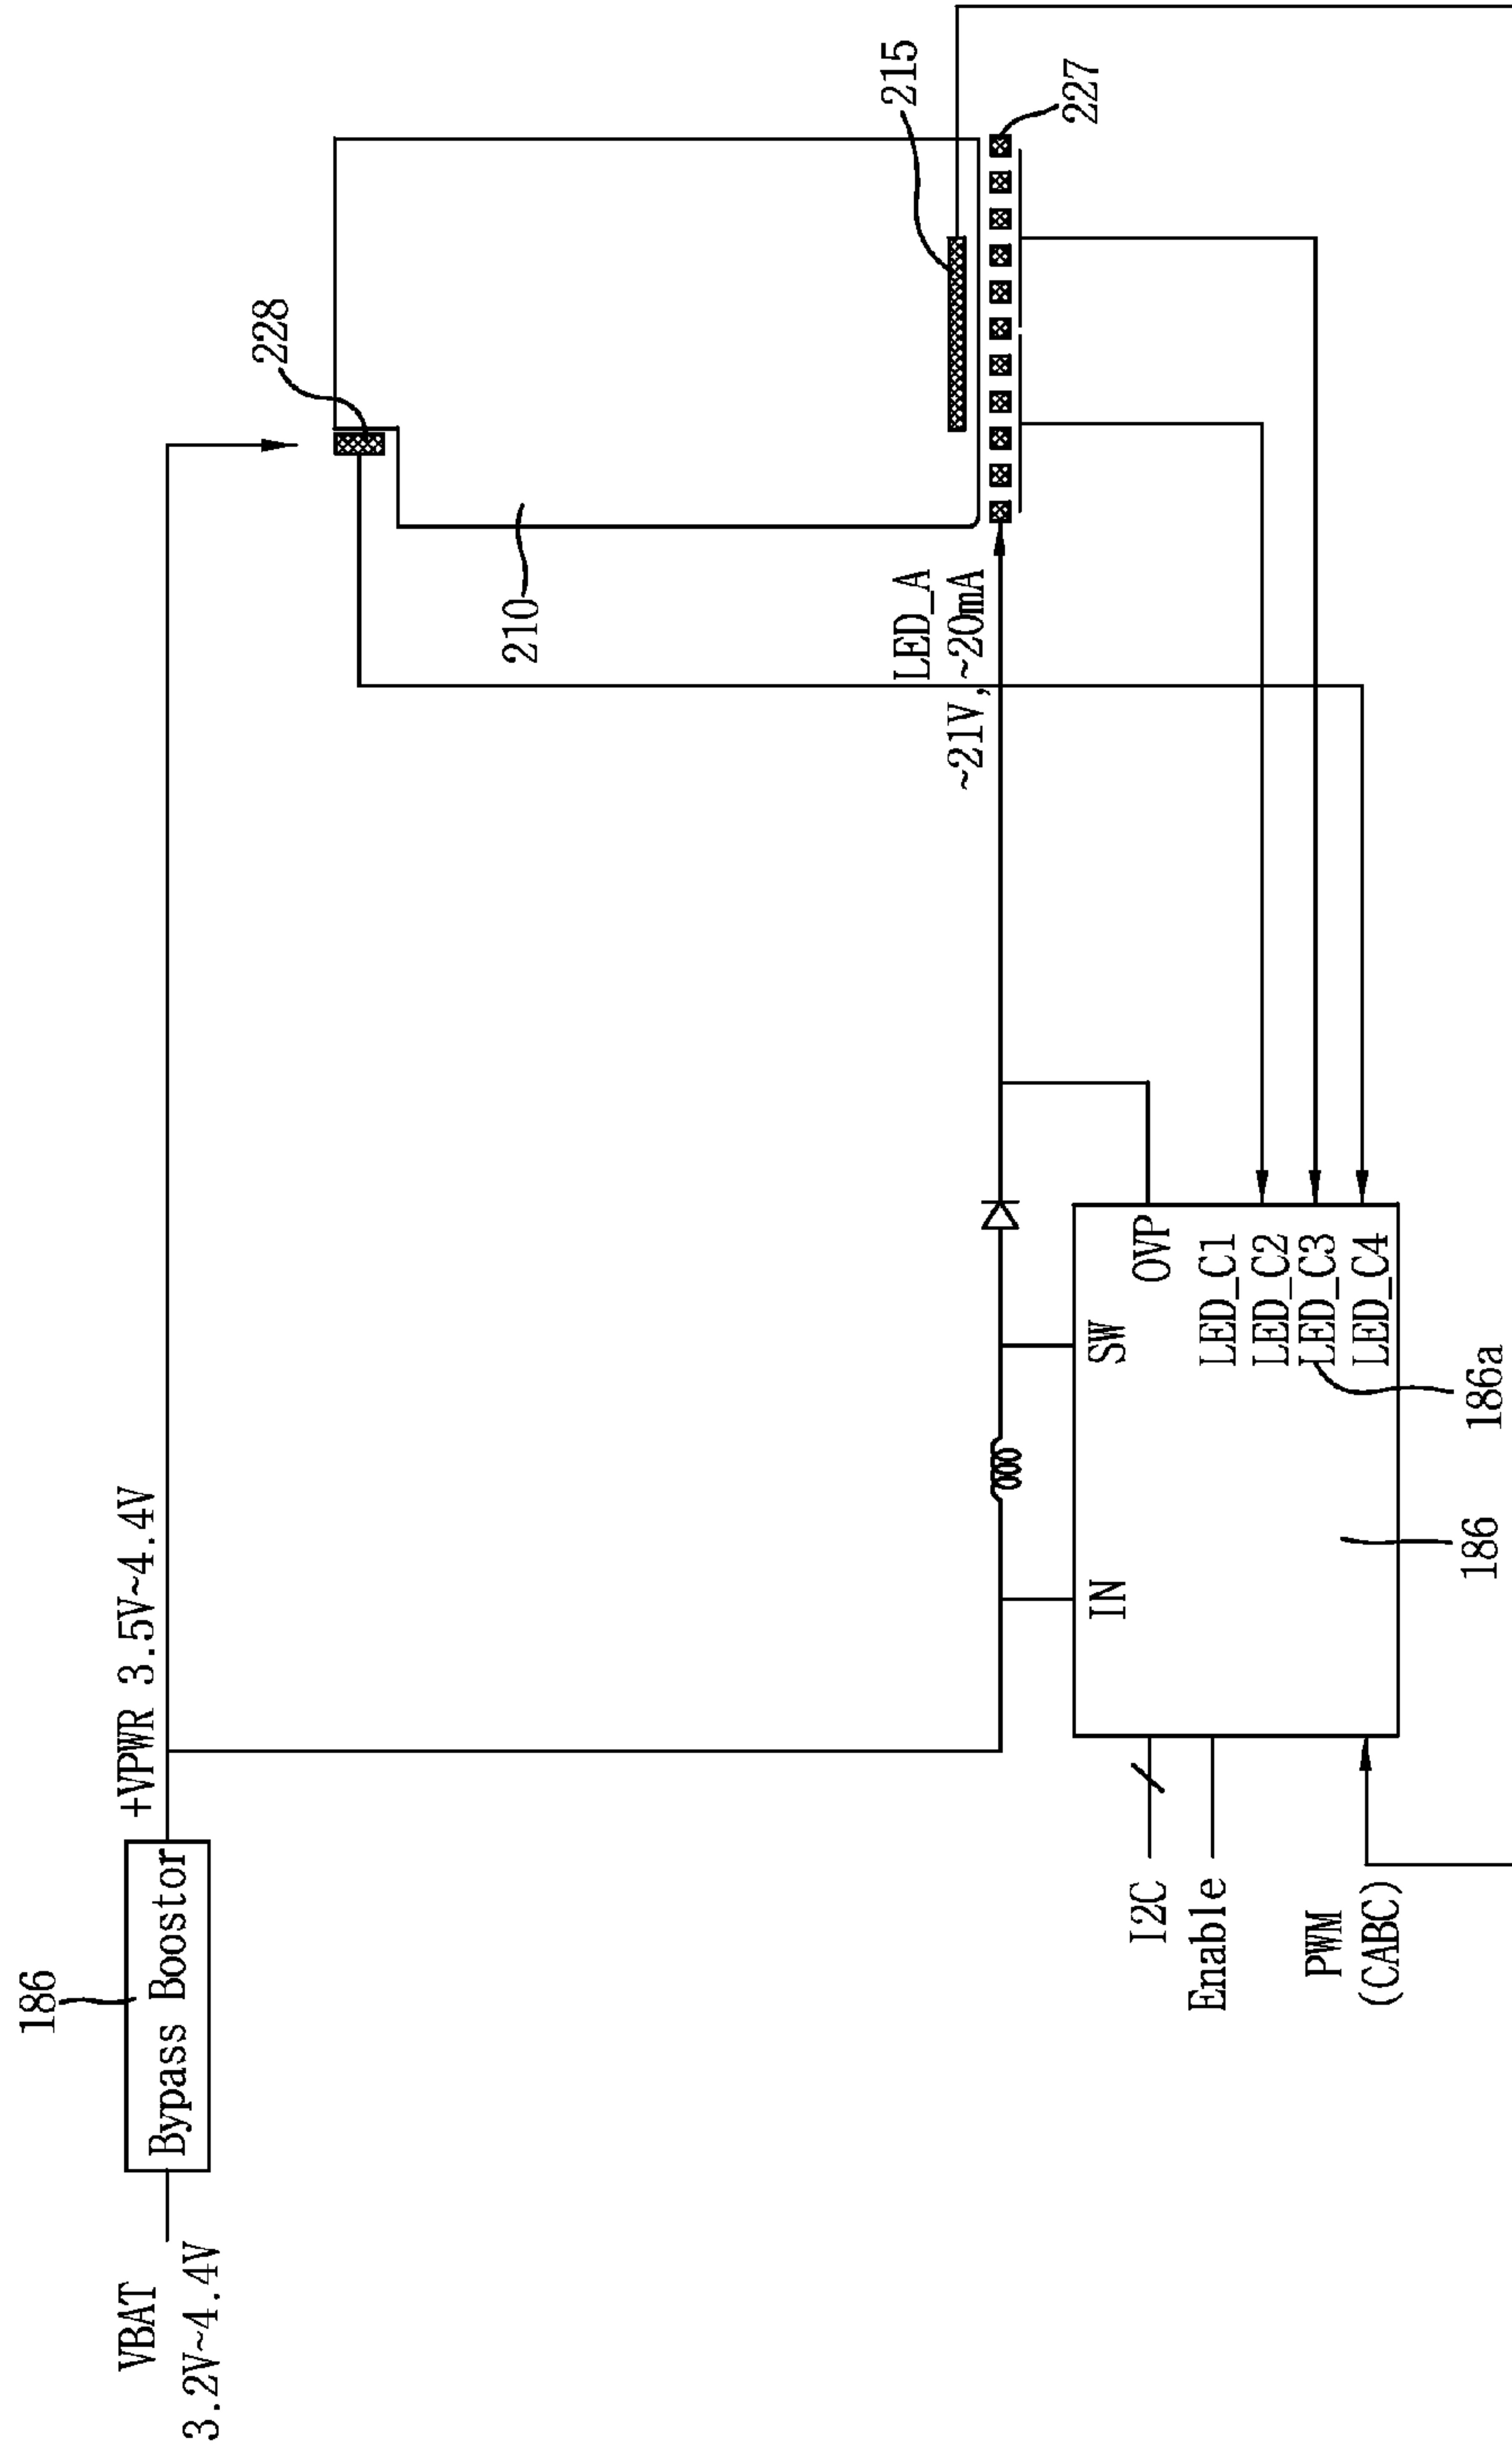 186
VBAT
3.2V~4.4V
Bypass Boostor
+VPWR 3.5V~4.4V
228
210
215
227
LED_A
~21V,~20mA
I2C
Enable
PWM
(CABC)
IN
SW
OVP
LED_C1
LED_C2
LED_C3
LED_C4
186
186a